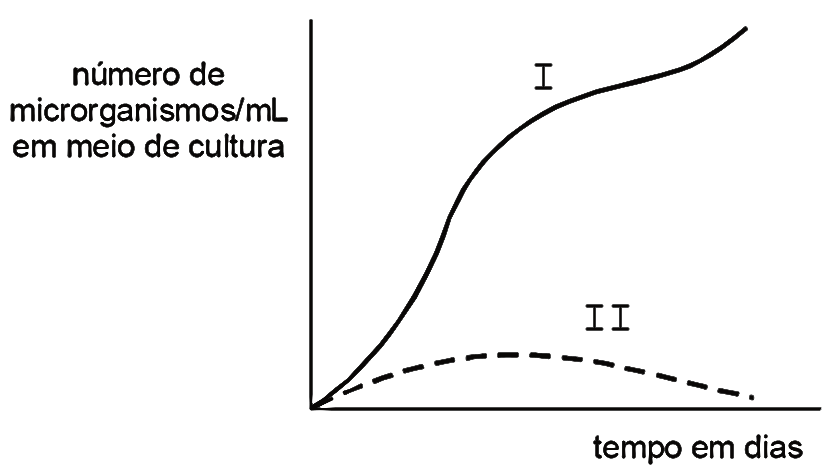 número de
microrganismos/mL
em meio de cultura
I
II
tempo em dias